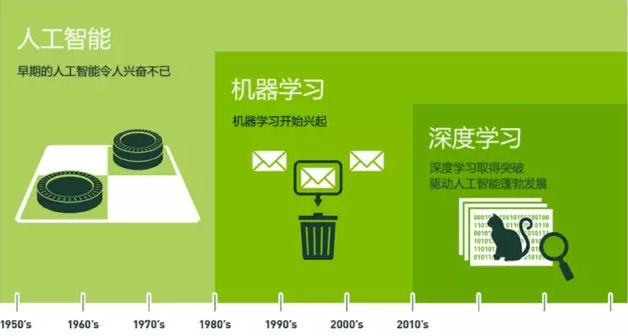 人工智能
早期的人工智能令人兴奋不已
机器学习
机器学习开始兴起
深度学习
深度学习取得突破
驱动人工智能蓬勃发展
1950's
1960's
1970's
1980's
1990's
2000's
2010's